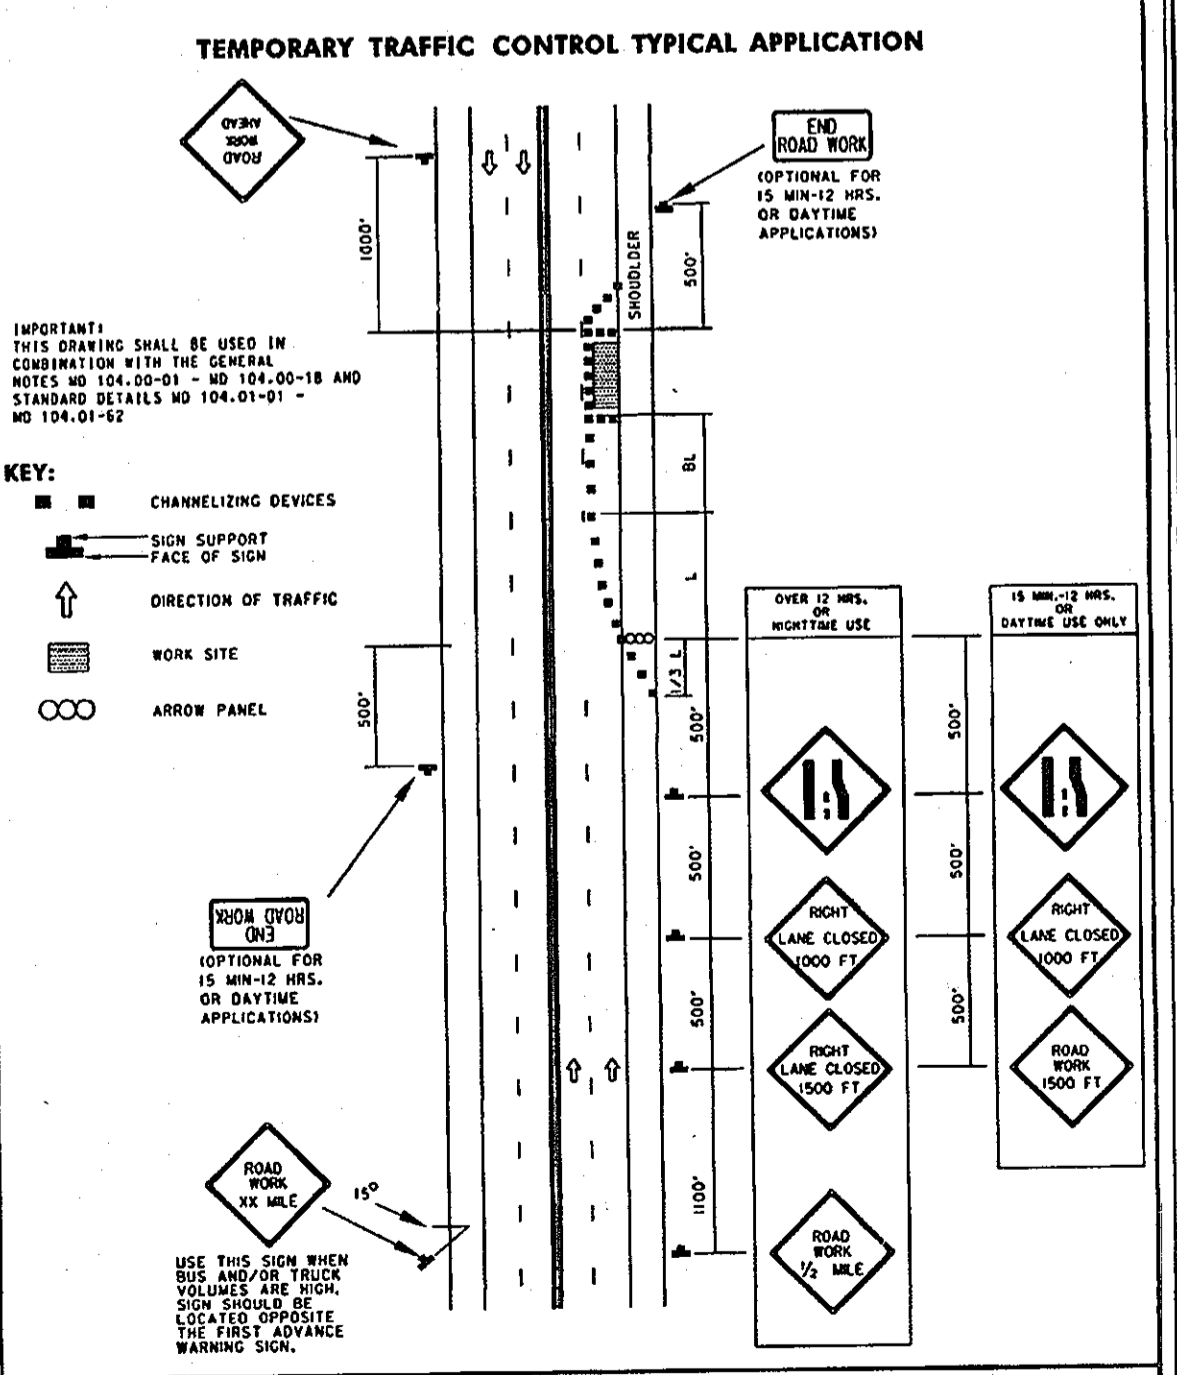 TEMPORARY TRAFFIC CONTROL TYPICAL APPLICATION
ROAD
WORK
AHEAD
END
ROAD WORK
(OPTIONAL FOR
15 MIN-12 HRS.
OR DAYTIME
APPLICATIONS)
1000'
SHOUDLDER
500'
IMPORTANT:
THIS DRAWING SHALL BE USED IN
COMBINATION WITH THE GENERAL
NOTES MD 104.00-01 - MD 104.00-18 AND
STANDARD DETAILS MD 104.01-01 -
MD 104.01-62
KEY:
CHANNELIZING DEVICES
SIGN SUPPORT
FACE OF SIGN
DIRECTION OF TRAFFIC
WORK SITE
ARROW PANEL
BL
L
1/3 L
500'
500'
500'
500'
1100'
OVER 12 HRS.
OR
NIGHTTIME USE
RIGHT
LANE CLOSED
1000 FT
RIGHT
LANE CLOSED
1500 FT
ROAD
WORK
1/2 MILE
15 MIN.-12 HRS.
OR
DAYTIME USE ONLY
500'
500'
500'
RIGHT
LANE CLOSED
1000 FT
ROAD
WORK
1500 FT
END
ROAD WORK
(OPTIONAL FOR
15 MIN-12 HRS.
OR DAYTIME
APPLICATIONS)
ROAD
WORK
XX MILE
15°
USE THIS SIGN WHEN
BUS AND/OR TRUCK
VOLUMES ARE HIGH.
SIGN SHOULD BE
LOCATED OPPOSITE
THE FIRST ADVANCE
WARNING SIGN.